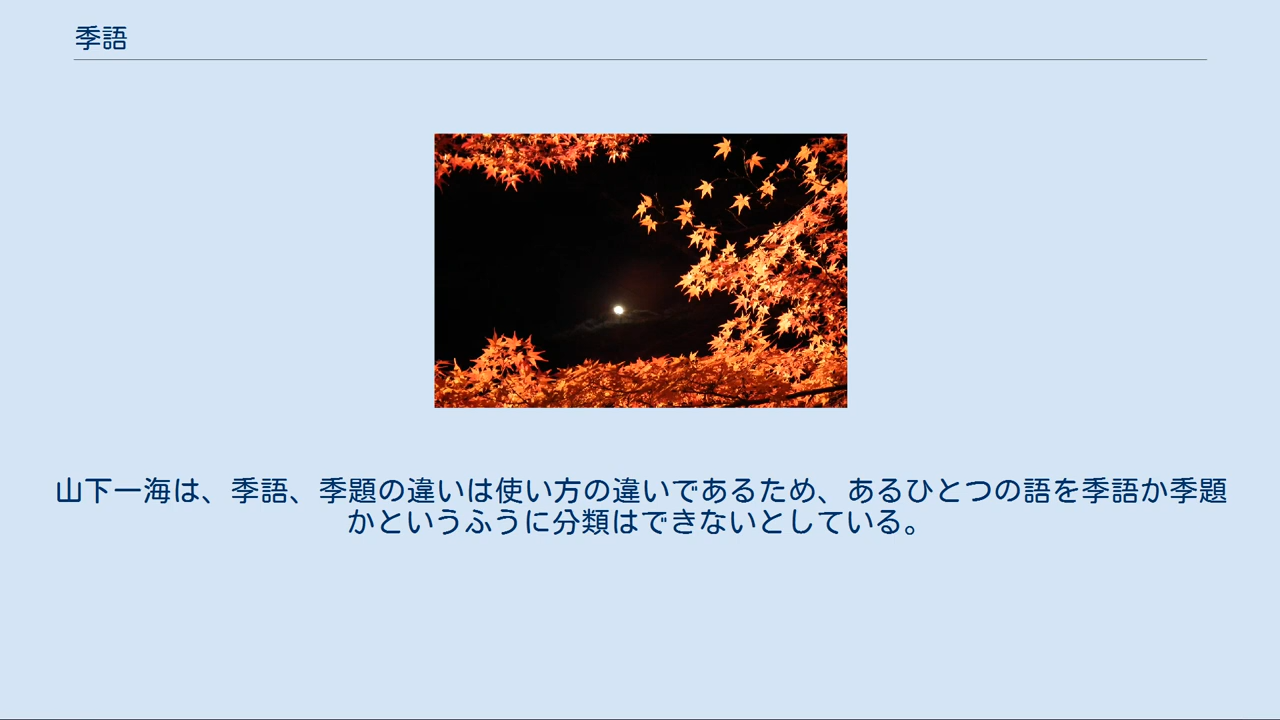 季語
山下一海は、季語、季題の違いは使い方の違いであるため、あるひとつの語を季語か季題
かというふうに分類はできないとしている。